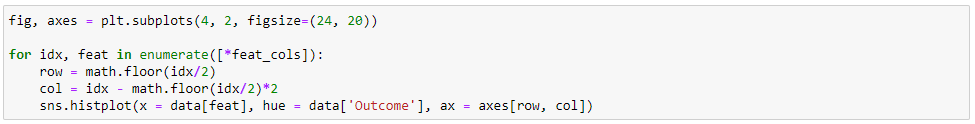 fig, axes = plt.subplots(4, 2, figsize=(24, 20))

for idx, feat in enumerate([*feat_cols]):
    row = math.floor(idx/2)
    col = idx - math.floor(idx/2)*2
    sns.histplot(x = data[feat], hue = data['Outcome'], ax = axes[row, col])